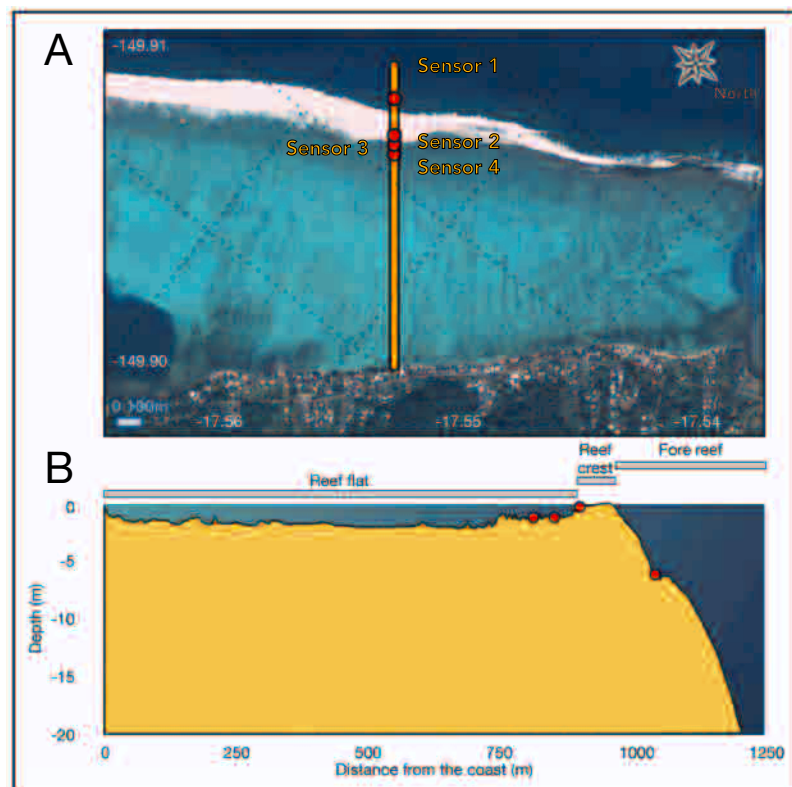 A
-149.91
Sensor 1
North
Sensor 3
Sensor 2
Sensor 4
-149.90
0 100m
-17.56
-17.55
-17.54
B
Reef
crest
Fore reef
Reef flat
0
-5
-10
-15
-20
Depth (m)
0
250
500
750
1000
1250
Distance from the coast (m)